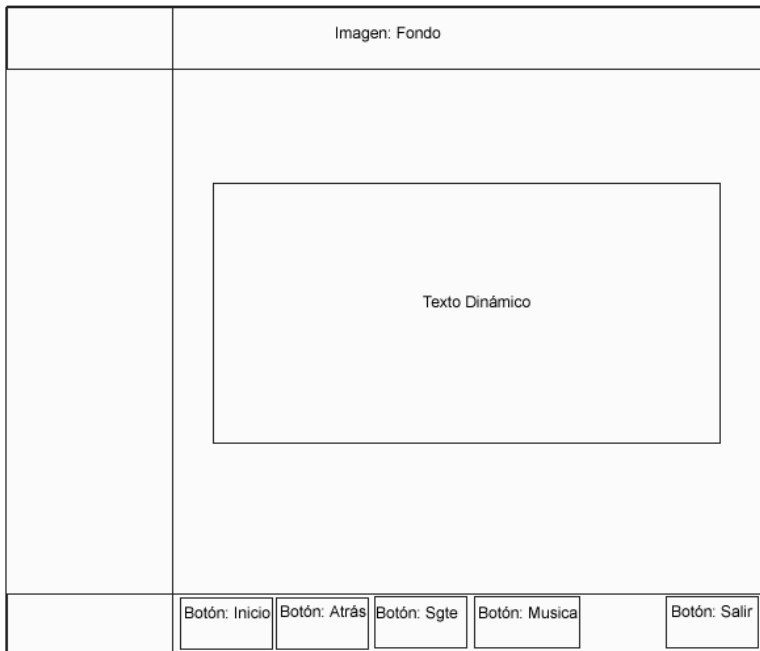 Imagen: Fondo
Texto Dinámico
Botón: Inicio
Botón: Atrás
Botón: Sgte
Botón: Musica
Botón: Salir